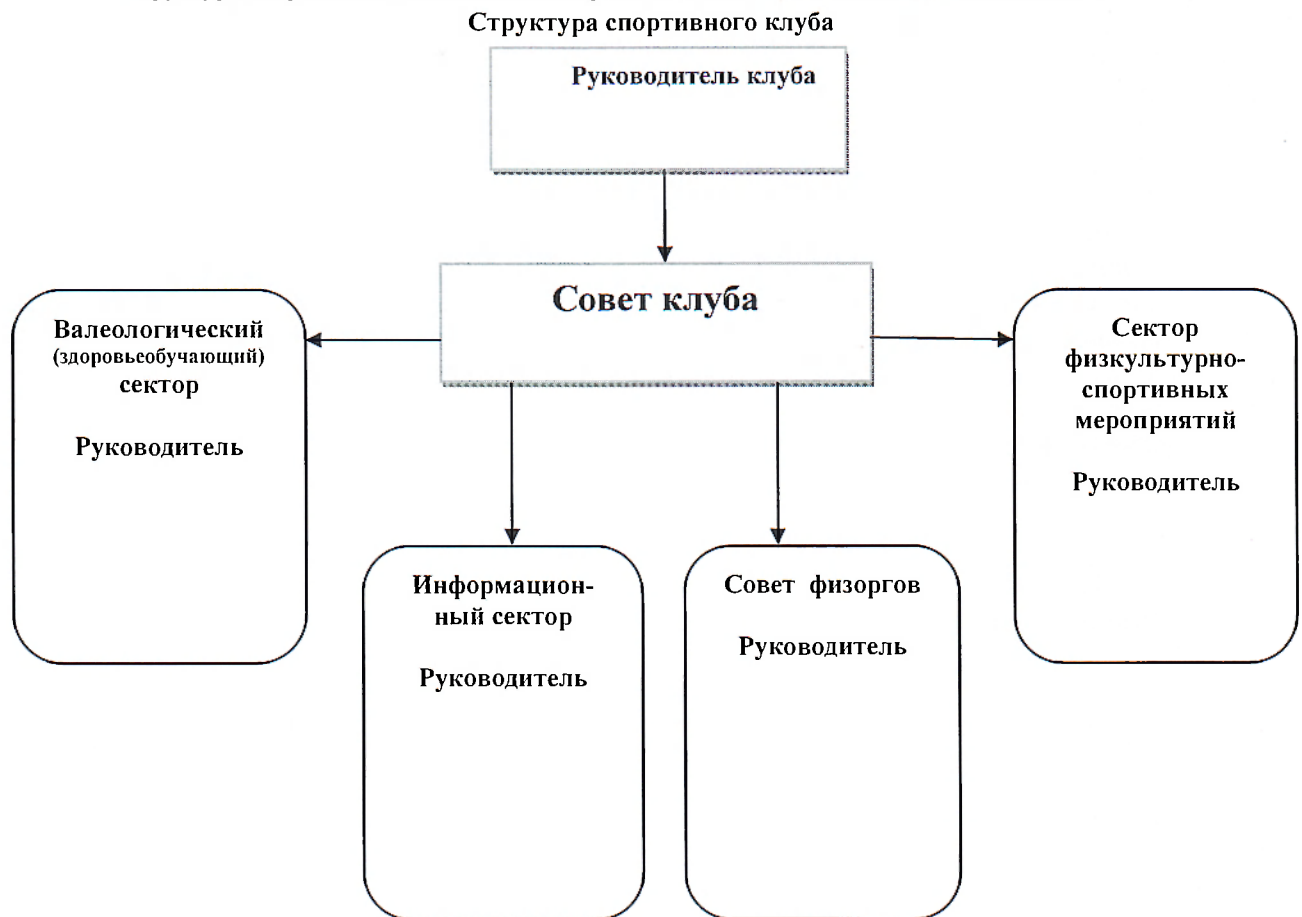 Структура спортивного клуба
Руководитель клуба
Совет клуба
Валеологический
(здоровьеобучающий)
сектор
Руководитель
Информацион-
ный сектор
Руководитель
Совет физоргов
Руководитель
Сектор
физкультурно-
спортивных
мероприятий
Руководитель